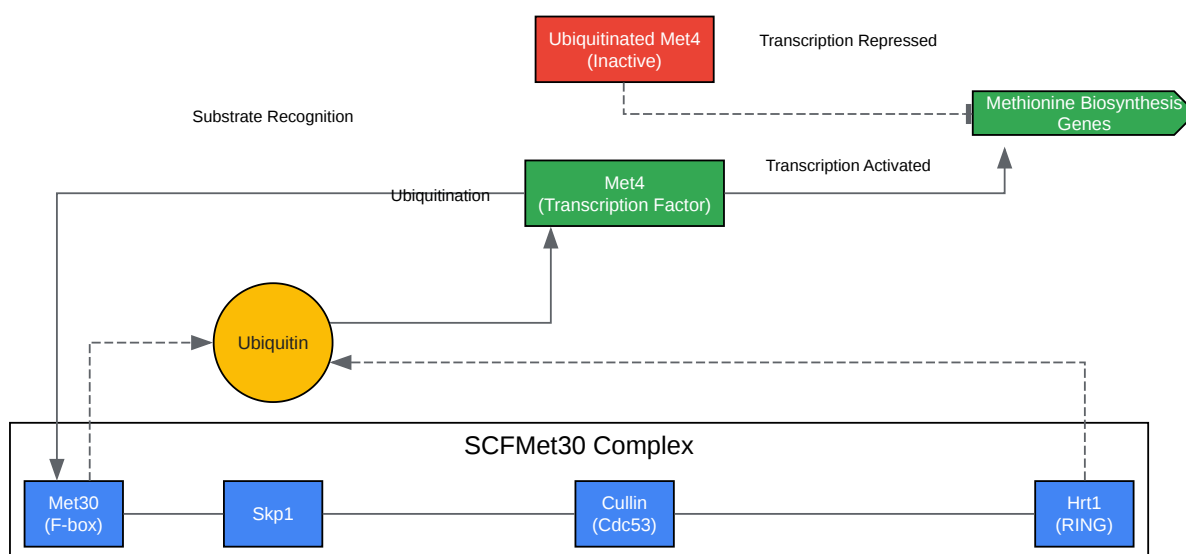 Ubiquitinated Met4
(Inactive)
Transcription Repressed
Methionine Biosynthesis
Genes
Substrate Recognition
Transcription Activated
Met4
(Transcription Factor)
Ubiquitination
Ubiquitin
SCFMet30 Complex
Met30
(F-box)
Skp1
Cullin
(Cdc53)
Hrt1
(RING)